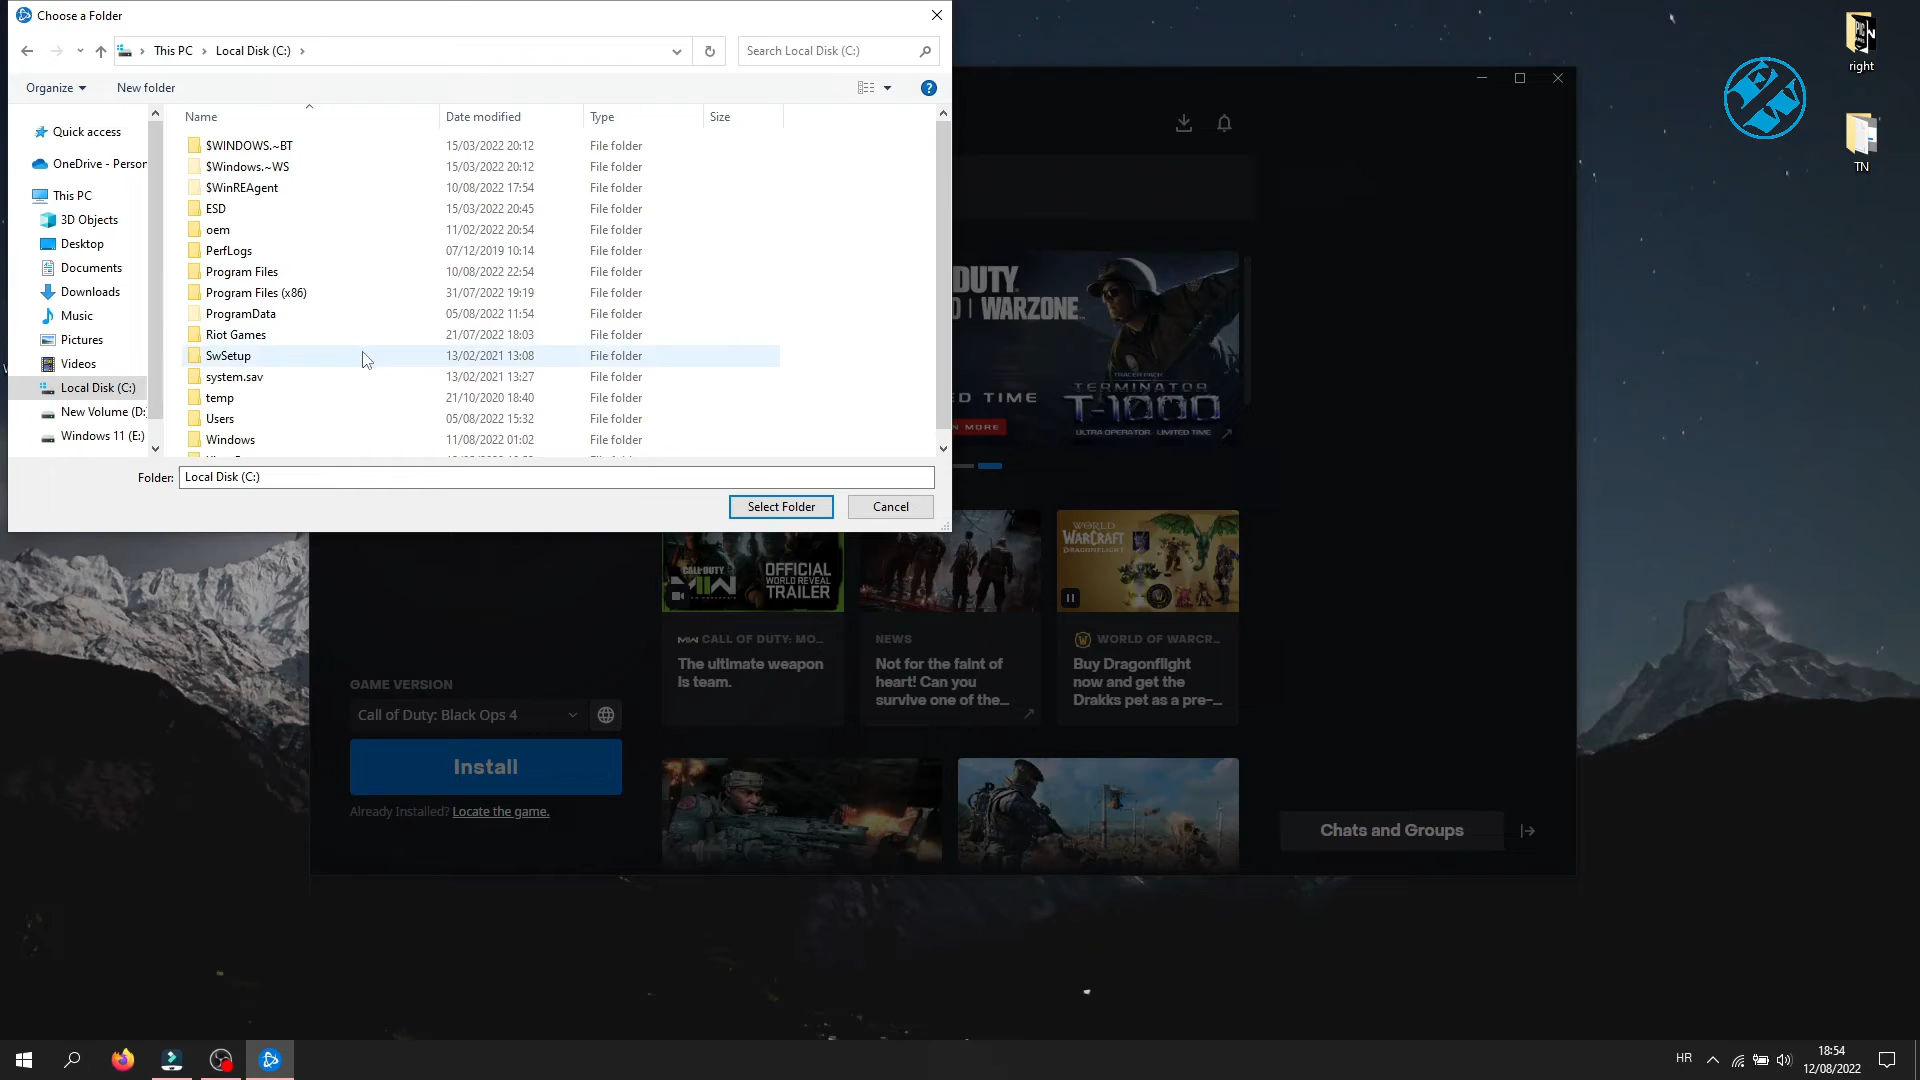 Choose a Folder
This PC
Local Disk (C:)
Search Local Disk (C:)
Organize
New folder
Name
Date modified
Type
Size
$WINDOWS.~BT 15/03/2022 20:12 File folder
$Windows.~WS 15/03/2022 20:12 File folder
$WinREAgent 10/08/2022 17:54 File folder
ESD 15/03/2022 20:45 File folder
oem 11/02/2022 20:54 File folder
PerfLogs 07/12/2019 10:14 File folder
Program Files 10/08/2022 22:54 File folder
Program Files (x86) 31/07/2022 19:19 File folder
ProgramData 05/08/2022 11:54 File folder
Riot Games 21/07/2022 18:03 File folder
SwSetup 13/02/2021 13:08 File folder
system.sav 13/02/2021 13:27 File folder
temp 21/10/2020 18:40 File folder
Users 05/08/2022 15:32 File folder
Windows 11/08/2022 01:02 File folder
Quick access
OneDrive - Person
This PC
3D Objects
Desktop
Documents
Downloads
Music
Pictures
Videos
Local Disk (C:)
New Volume (D:
Windows 11 (E:)
Folder: Local Disk (C:)
Select Folder
Cancel
right
TN
DUTY
| WARZONE
TRACER PACK
TERMINATOR
T-1000
ULTRA OPERATOR - LIMITED TIME
ED TIME
N MORE
CALL OF DUTY
MWII
OFFICIAL
WORLD REVEAL
TRAILER
WORLD
WARCRAFT
DRAGONFLIGHT
CALL OF DUTY: MO...
The ultimate weapon
is team.
NEWS
Not for the faint of
heart! Can you
survive one of the...
WORLD OF WARCR...
Buy Dragonflight
now and get the
Drakks pet as a pre-...
GAME VERSION
Call of Duty: Black Ops 4
Install
Already Installed? Locate the game.
Chats and Groups
HR
18:54
12/08/2022